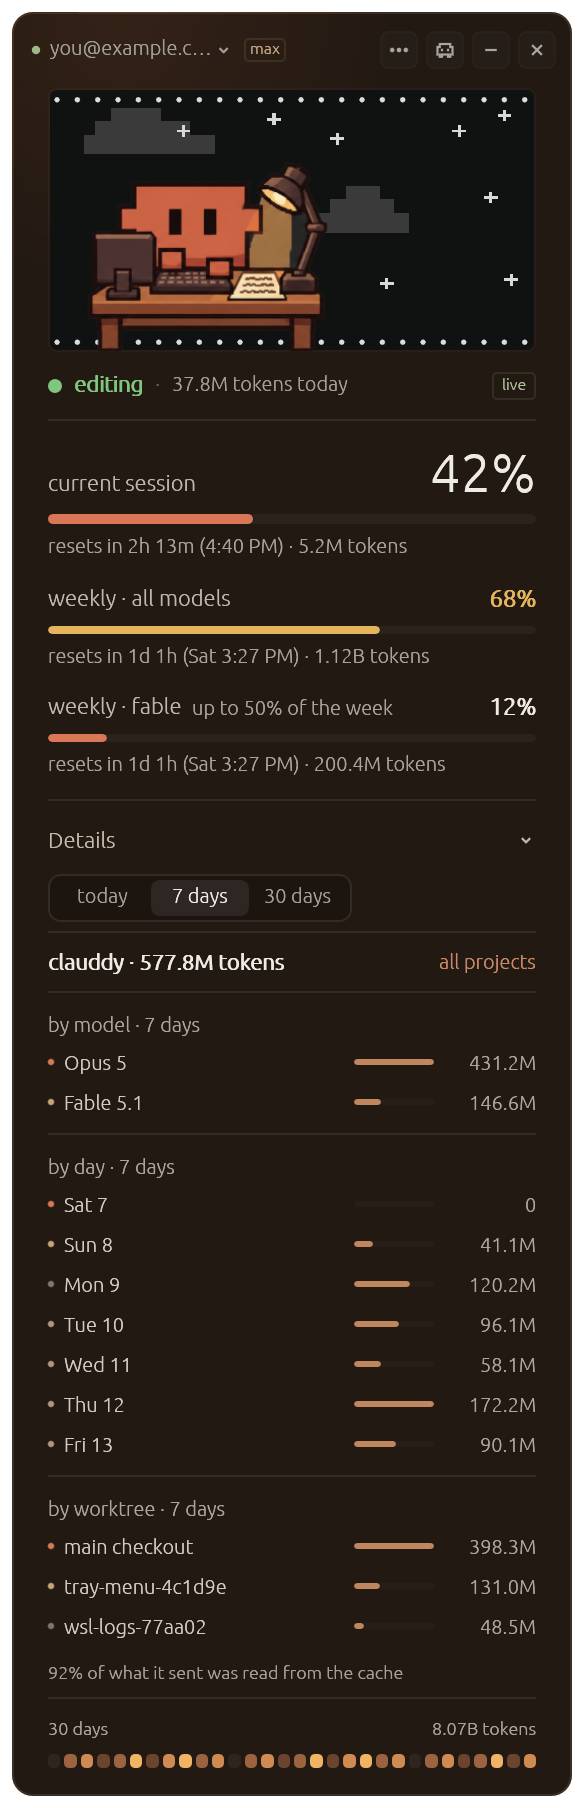 you@example.c... max
editing · 37.8M tokens today live
current session 42%
resets in 2h 13m (4:40 PM) · 5.2M tokens
weekly · all models 68%
resets in 1d 1h (Sat 3:27 PM) · 1.12B tokens
weekly · fable up to 50% of the week 12%
resets in 1d 1h (Sat 3:27 PM) · 200.4M tokens
Details
today 7 days 30 days
clauddy · 577.8M tokens all projects
by model · 7 days
Opus 5 431.2M
Fable 5.1 146.6M
by day · 7 days
Sat 7 0
Sun 8 41.1M
Mon 9 120.2M
Tue 10 96.1M
Wed 11 58.1M
Thu 12 172.2M
Fri 13 90.1M
by worktree · 7 days
main checkout 398.3M
tray-menu-4c1d9e 131.0M
wsl-logs-77aa02 48.5M
92% of what it sent was read from the cache
30 days 8.07B tokens